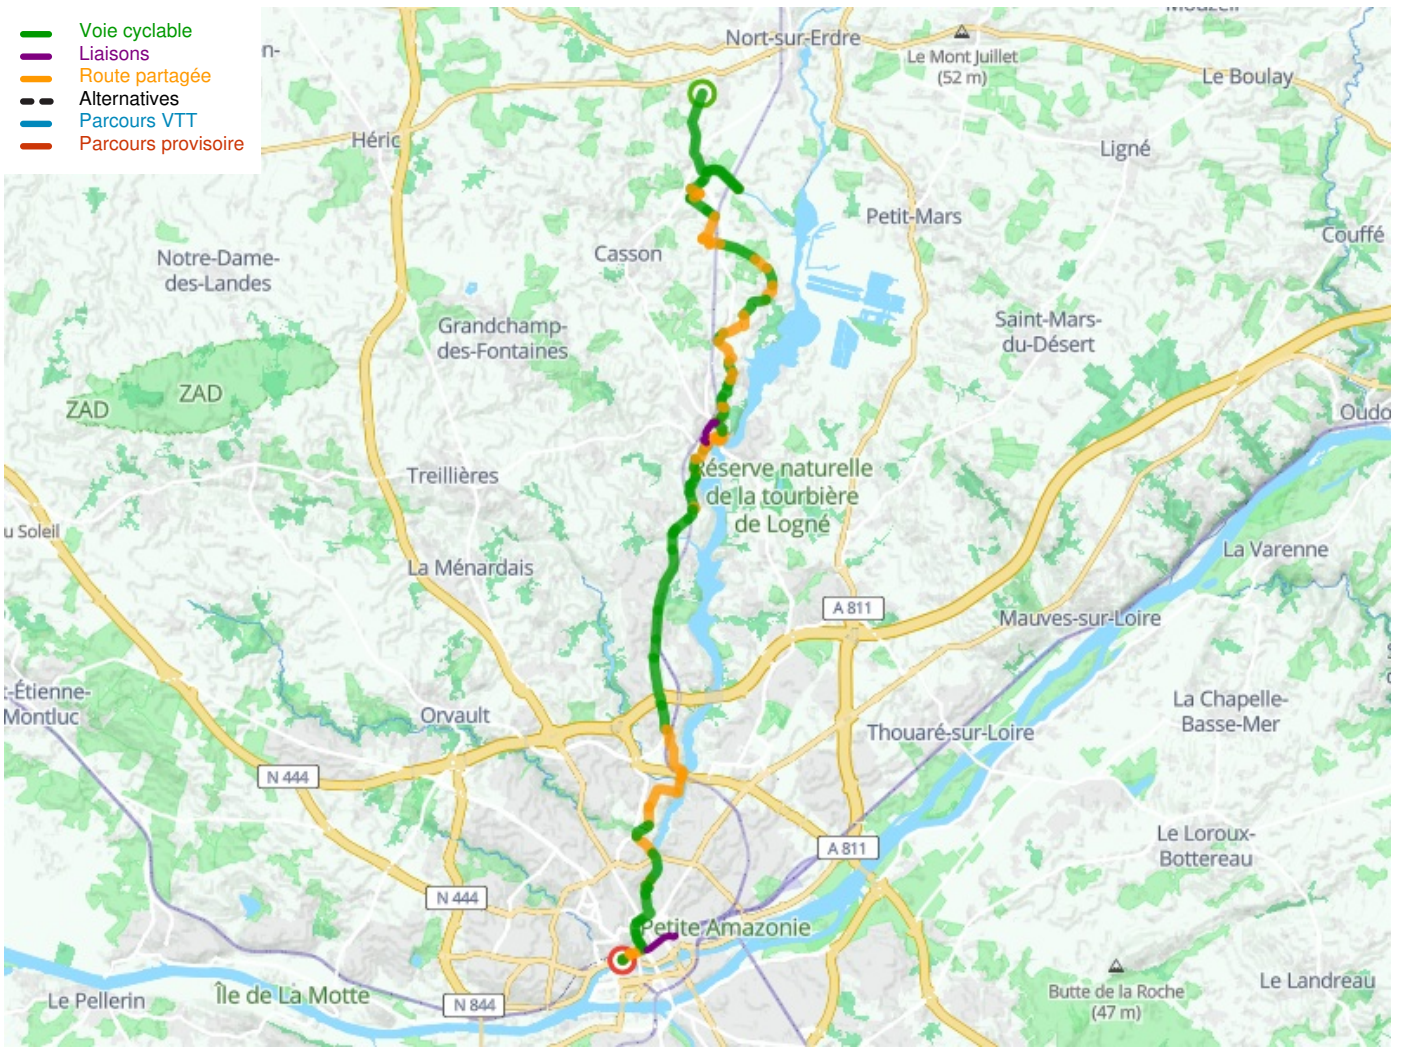 Voie cyclable
Liaisons
Route partagée
Alternatives
Parcours VTT
Parcours provisoire
Nort-sur-Erdre
Le Mont Juillet
(52 m)
Le Boulay
Héric
Ligné
Petit-Mars
Couffé
Casson
Notre-Dame-
des-Landes
Grandchamp-
des-Fontaines
Saint-Mars-
du-Désert
ZAD
ZAD
Oudo
Treillières
Réserve naturelle
de la tourbière
de Logné
u Soleil
La Varenne
La Ménardais
A 811
Mauves-sur-Loire
t-Étienne-
Montluc
Orvault
La Chapelle-
Basse-Mer
Thouaré-sur-Loire
N 444
A 811
Le Loroux-
Bottereau
N 444
Petite Amazonie
Le Pellerin
Île de La Motte
N 844
Butte de la Roche
(47 m)
Le Landreau